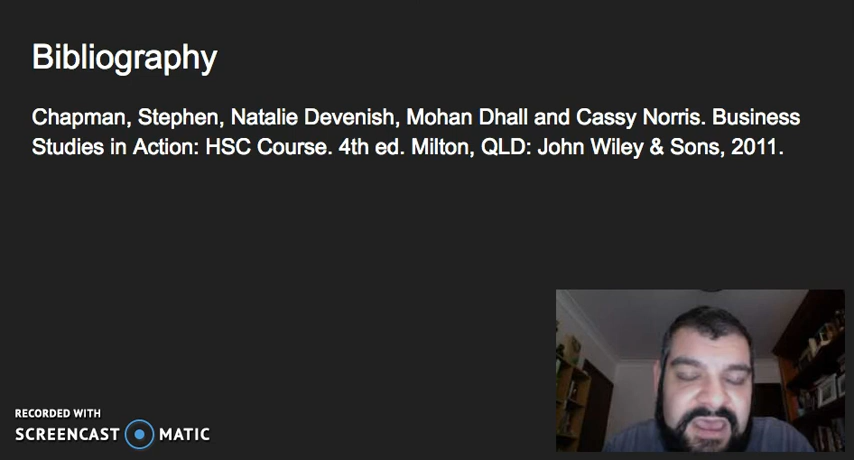 Bibliography
Chapman, Stephen, Natalie Devenish, Mohan Dhall and Cassy Norris. Business
Studies in Action: HSC Course. 4th ed. Milton, QLD: John Wiley & Sons, 2011.
RECORDED WITH
SCREENCAST MATIC